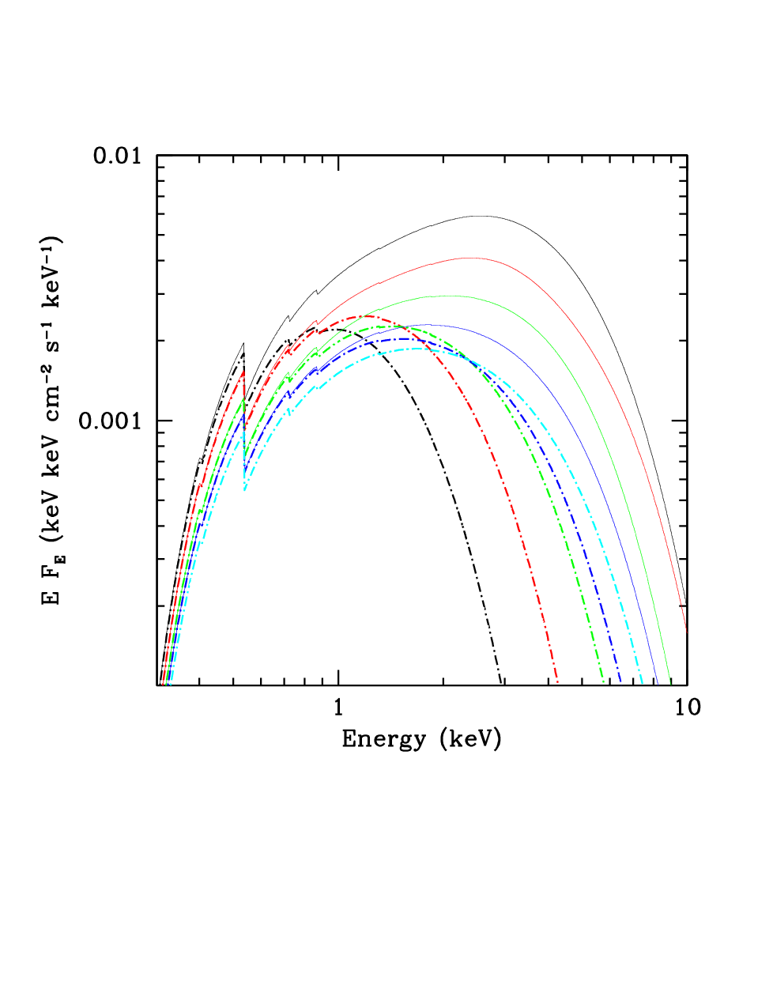 0.01
0.001
E F_E (keV keV cm⁻² s⁻¹ keV⁻¹)
1
10
Energy (keV)